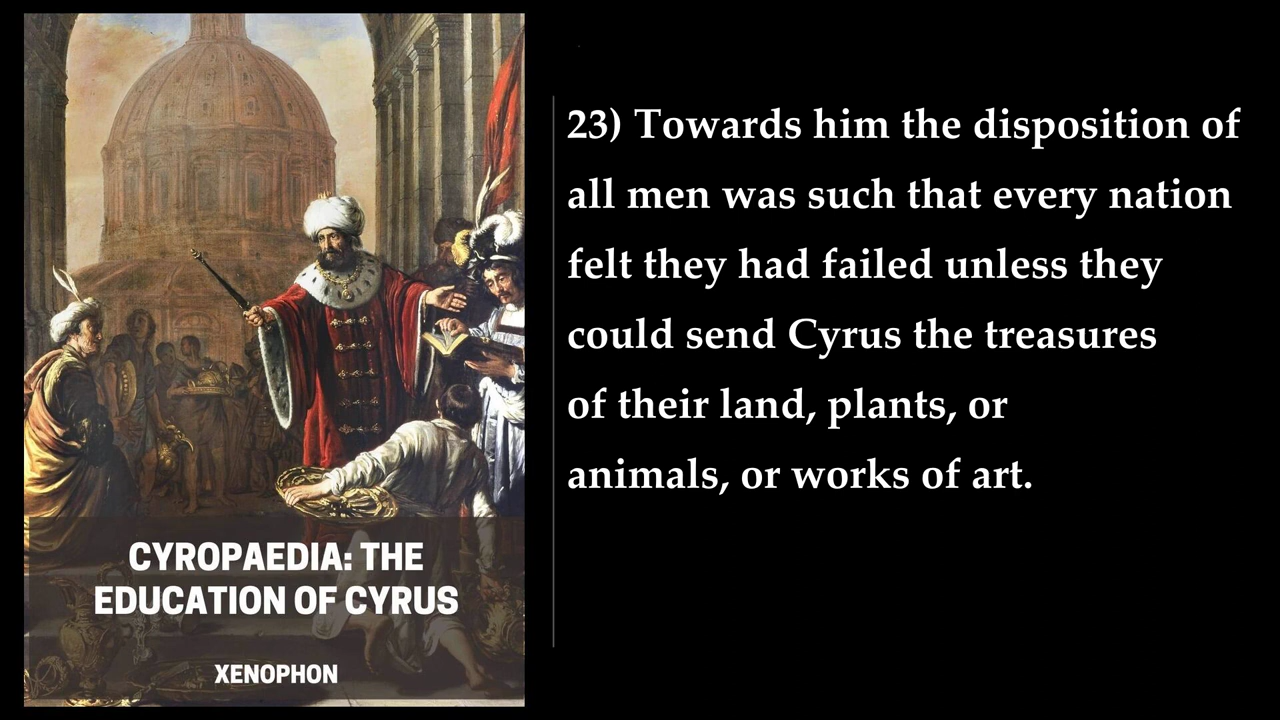 CYROPAEDIA: THE
EDUCATION OF CYRUS
XENOPHON
23) Towards him the disposition of
all men was such that every nation
felt they had failed unless they
could send Cyrus the treasures
of their land, plants, or
animals, or works of art.